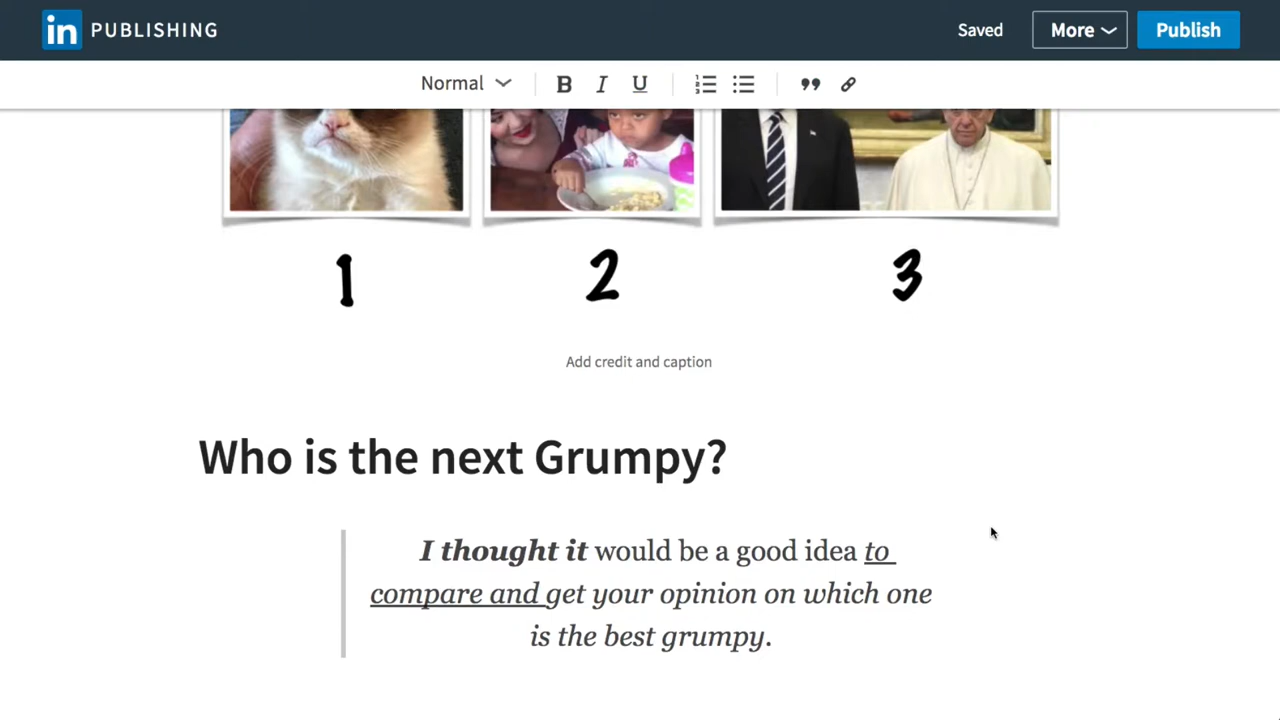 in PUBLISHING Saved More Publish
Normal B I U
1 2 3
Add credit and caption
Who is the next Grumpy?
I thought it would be a good idea to
compare and get your opinion on which one
is the best grumpy.